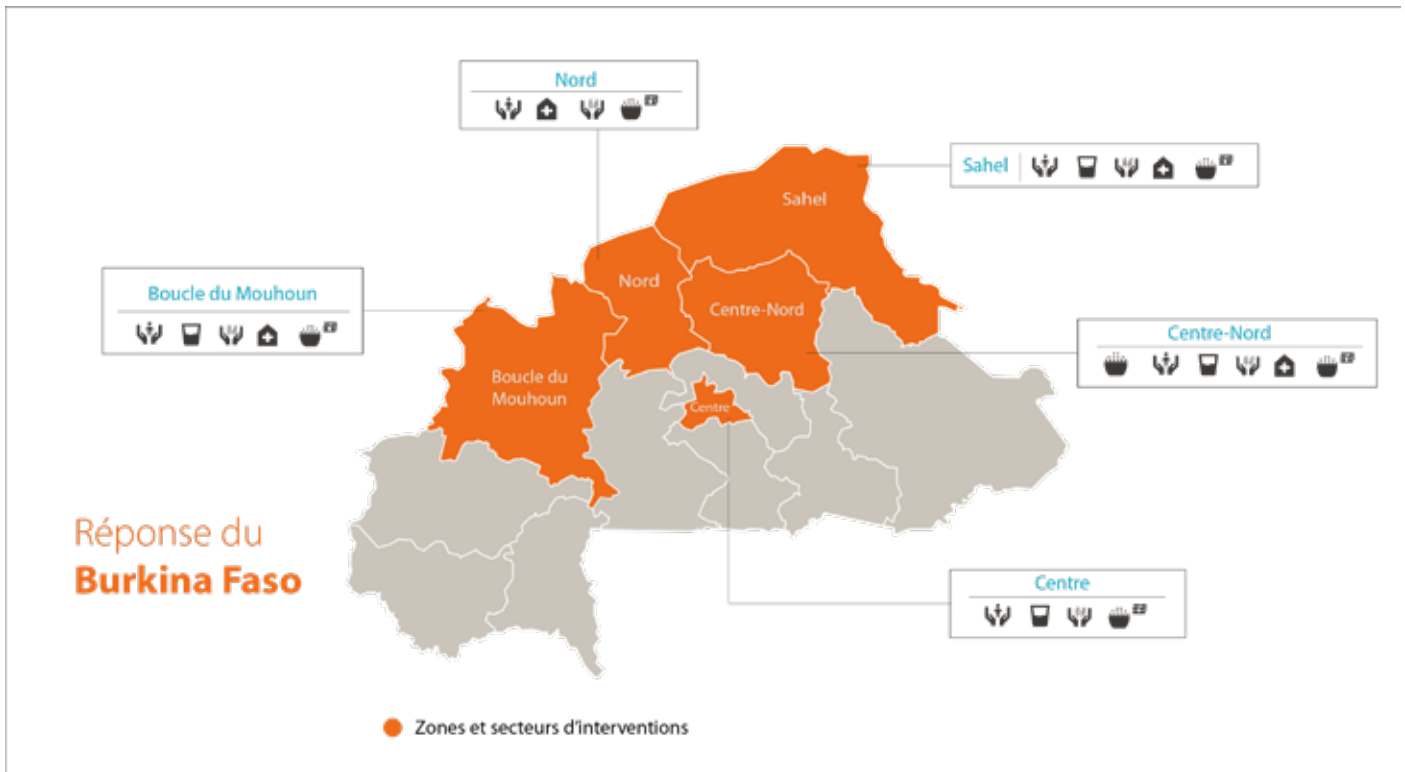 Nord
Sahel
Sahel
Nord
Boucle du Mouhoun
Centre-Nord
Centre-Nord
Boucle du
Mouhoun
Centre
Réponse du
Burkina Faso
Centre
Zones et secteurs d'interventions